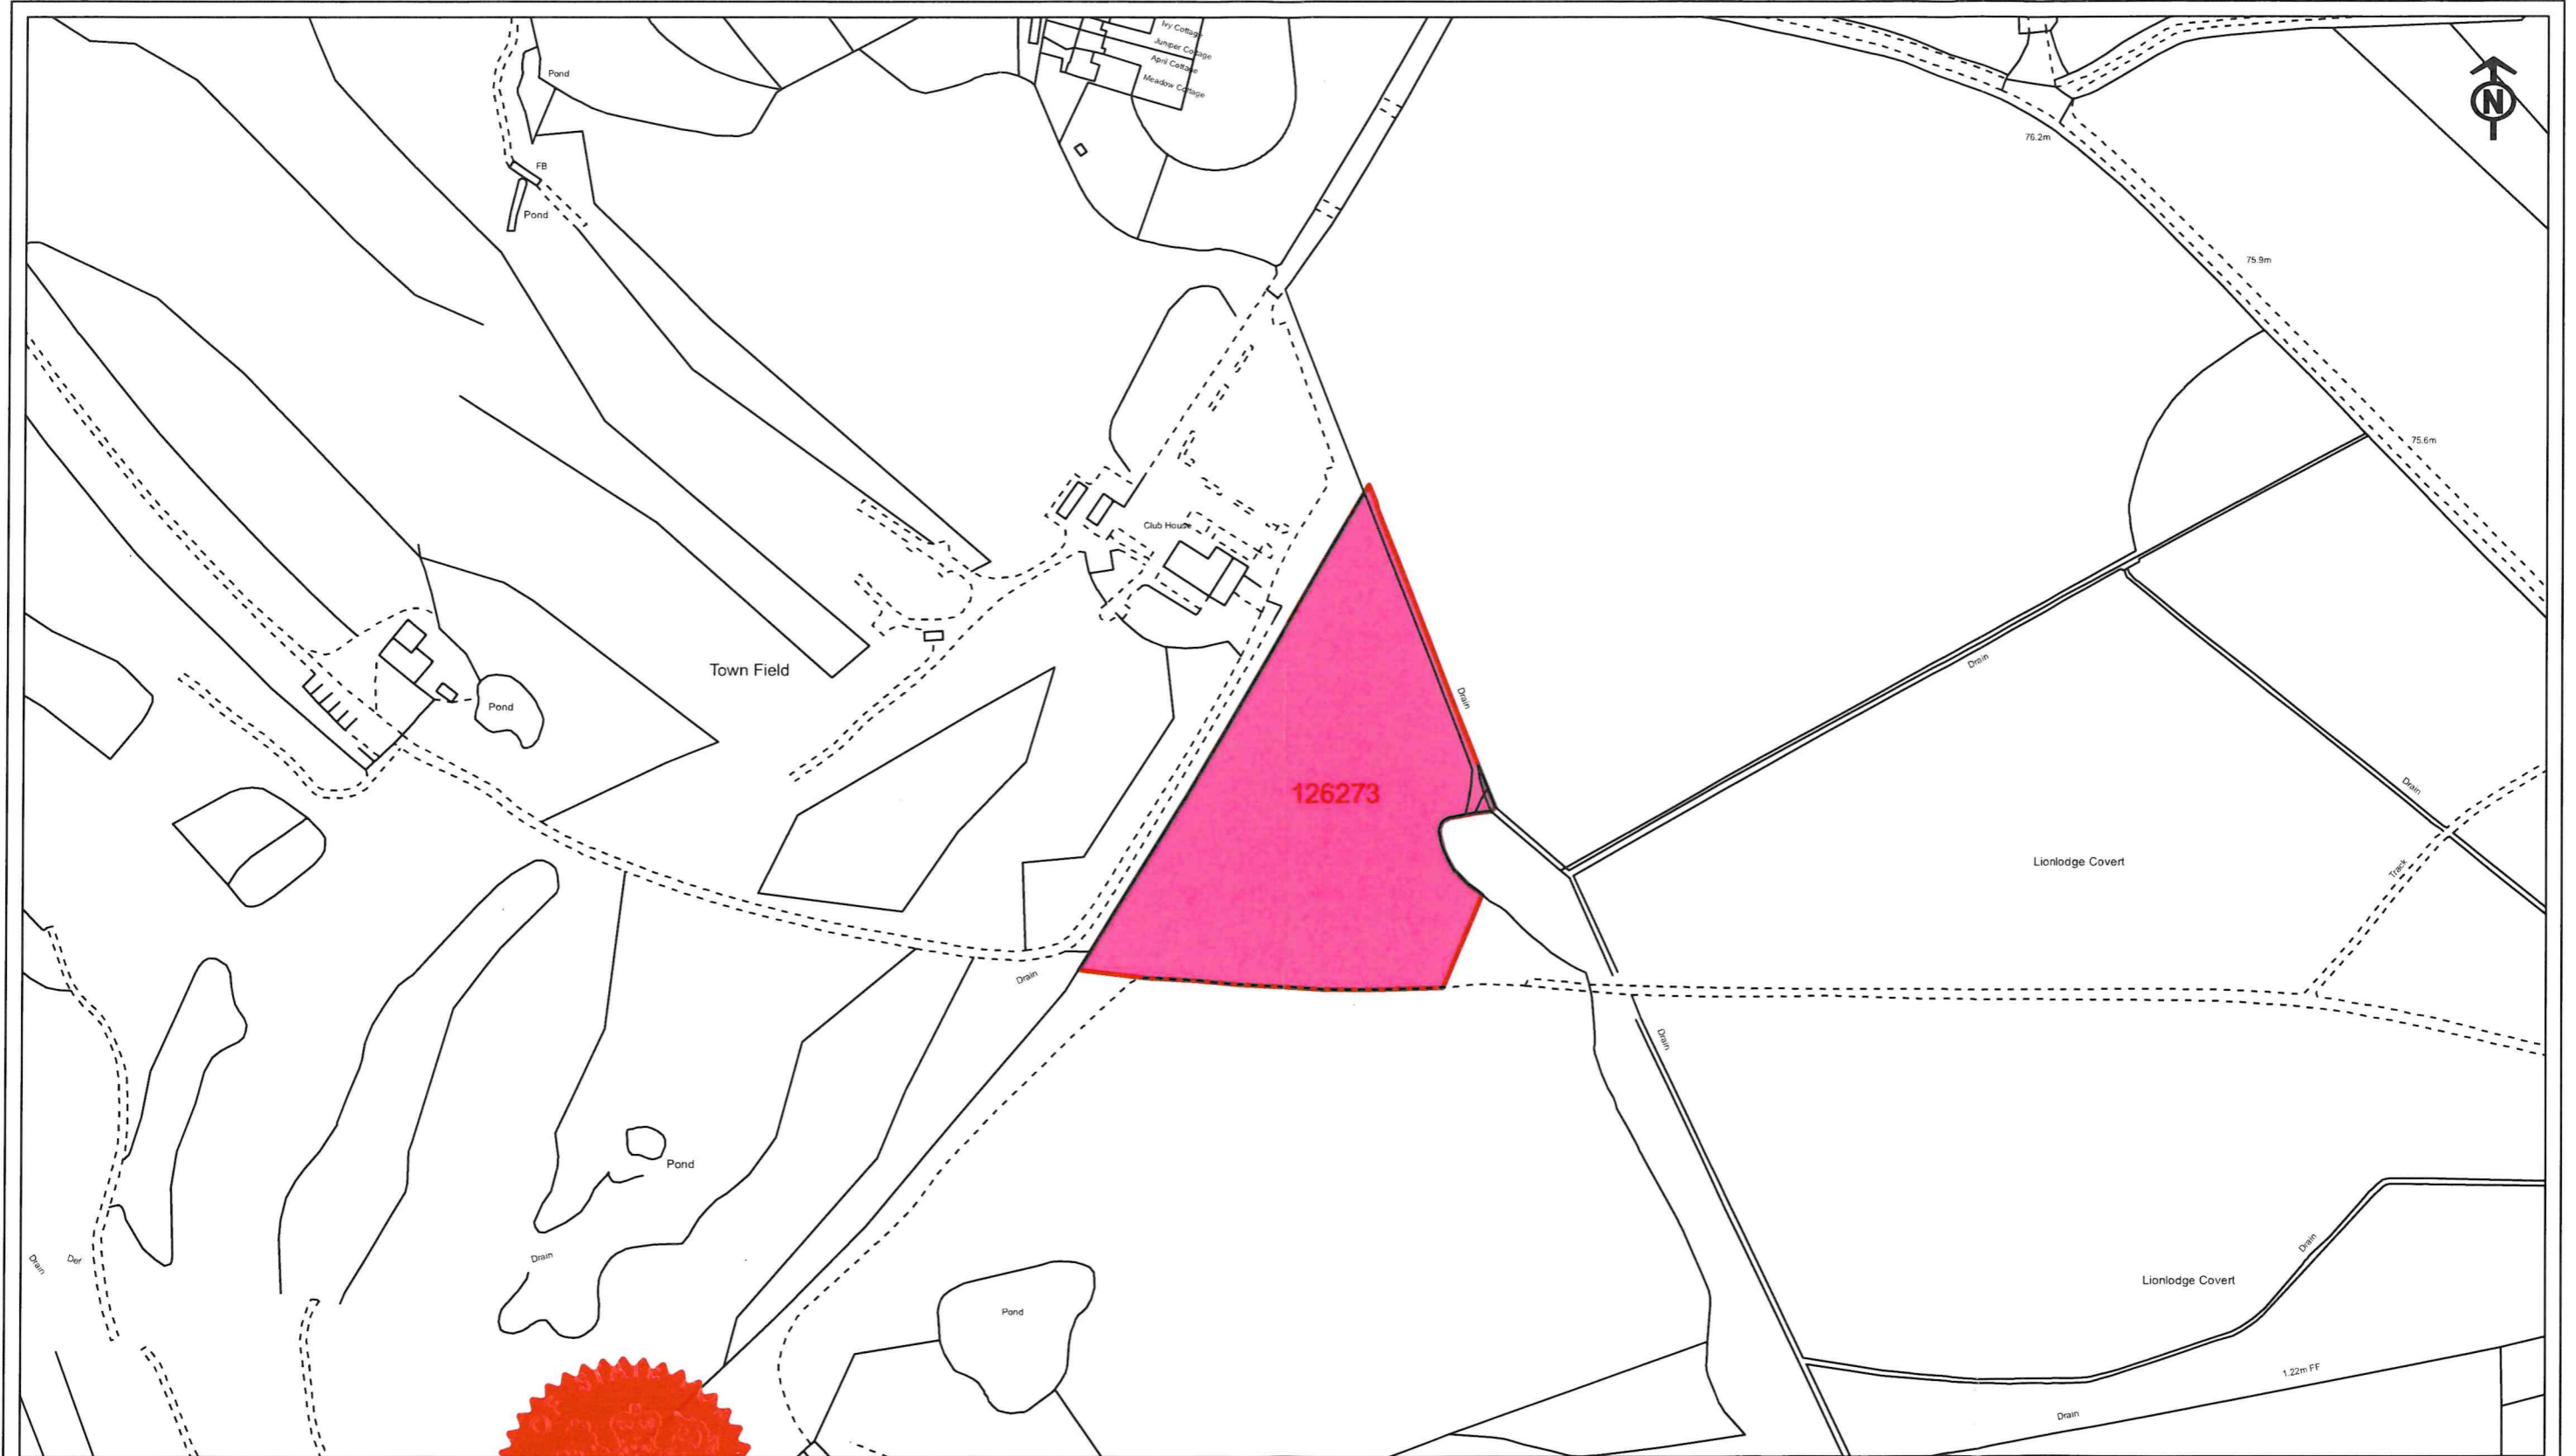 Ivy Cottage
Juniper Cottage
April Cottage
Meadow Cottage
Pond
N
76.2m
FB
Pond
75.9m
75.6m
Club House
Drain
Town Field
Drain
Pond
126273
Drain
Lionlodge Covert
Track
Drain
Drain
Pond
Drain
Def
Drain
Drain
Lionlodge Covert
Pond
1.22m FF
Drain